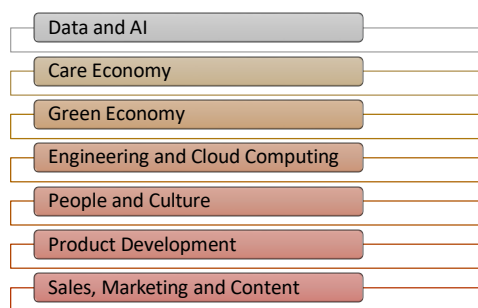 Data and AI
Care Economy
Green Economy
Engineering and Cloud Computing
People and Culture
Product Development
Sales, Marketing and Content